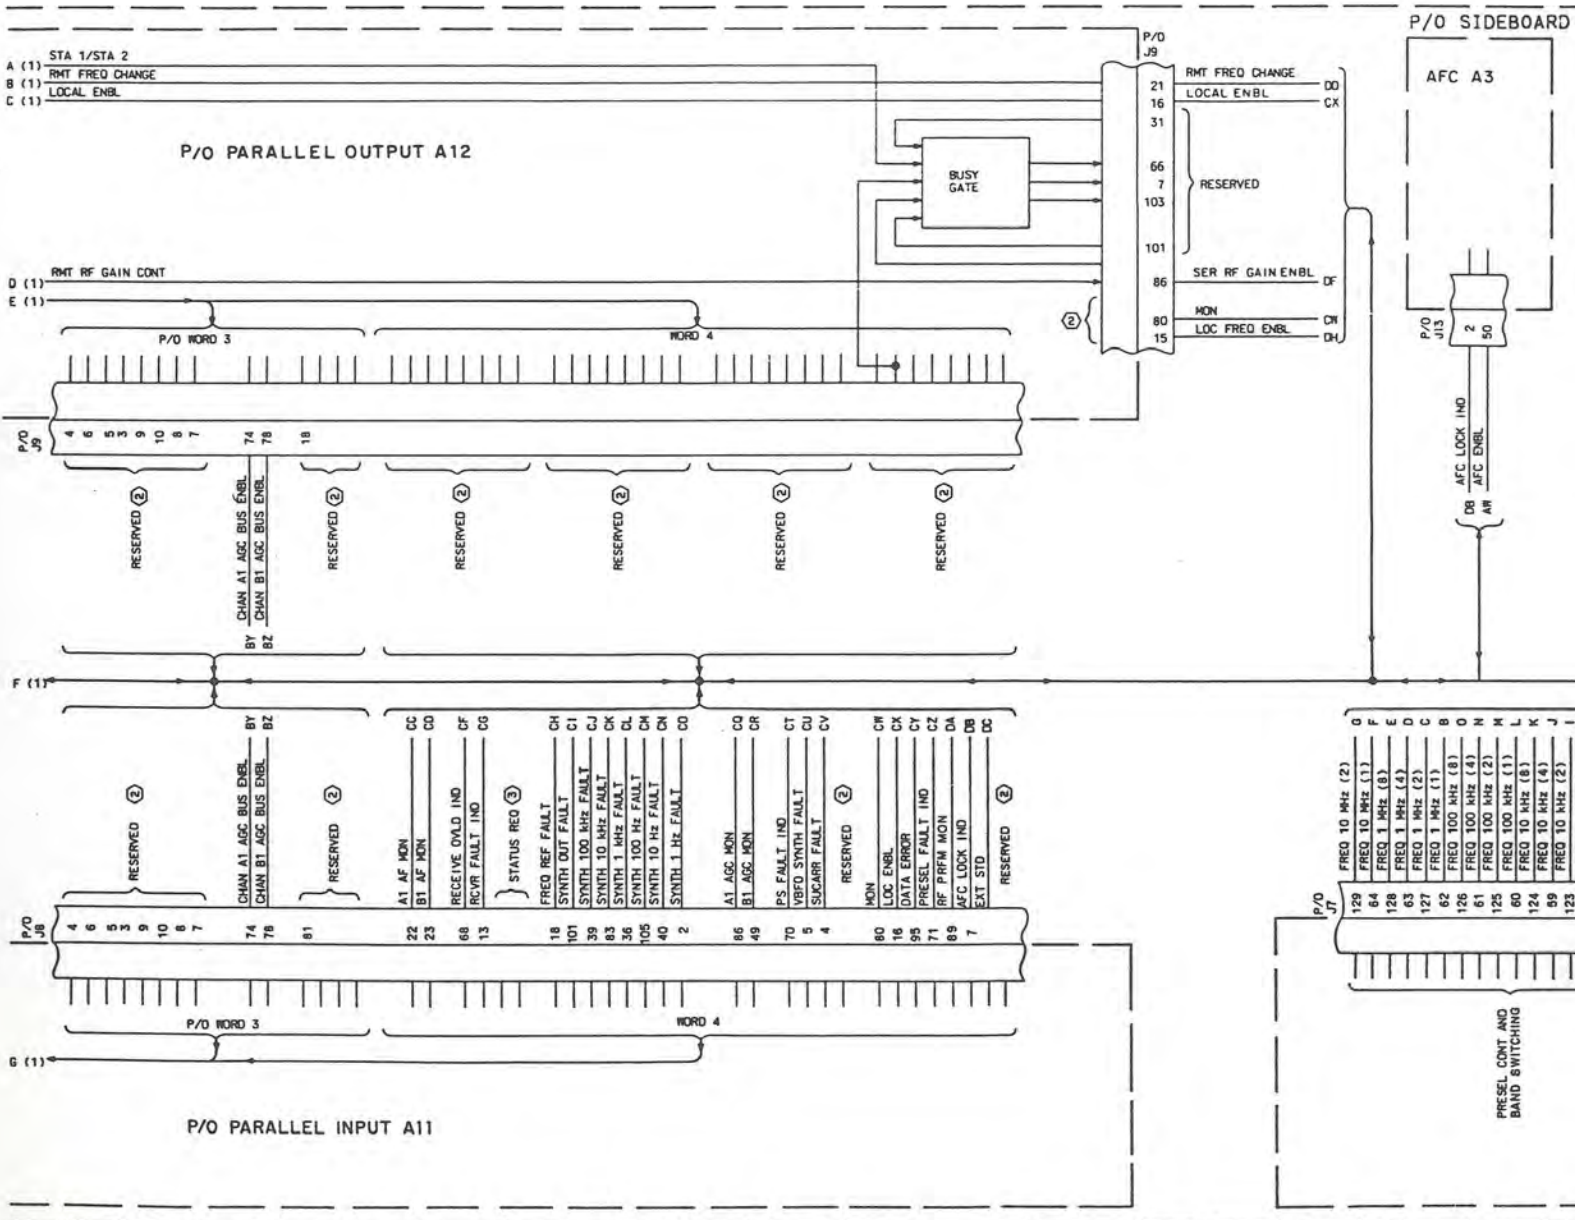 P/O SIDEBOARD
AFC A3
P/O J9
STA 1/STA 2
A (1)
RMT FREQ CHANGE
B (1)
LOCAL ENBL
C (1)
21 RMT FREQ CHANGE DD
16 LOCAL ENBL CX
31
66
7
103
101
RESERVED
P/O PARALLEL OUTPUT A12
BUSY
GATE
RMT RF GAIN CONT
D (1)
E (1)
86 SER RF GAIN ENBL DF
2
80 MON CW
15 LOC FREQ ENBL DH
P/O WORD 3
WORD 4
P/O J13
2
50
AFC LOCK IND
AFC ENBL
DB
AW
P/O J9
4 6 5 3 9 10 8 7 74 78 18
RESERVED 2
CHAN A1 AGC BUS ENBL
CHAN B1 AGC BUS ENBL
RESERVED 2
RESERVED 2
RESERVED 2
RESERVED 2
RESERVED 2
BY
BZ
F (1)
BY BZ CC CD CF CG CH CI CJ CK CL CM CN CO CQ CR CT CU CV CW CX CY CZ DA DB DC
RESERVED 2
CHAN A1 AGC BUS ENBL
CHAN B1 AGC BUS ENBL
RESERVED 2
A1 AF MON
B1 AF MON
RECEIVE OVLD IND
RCVR FAULT IND
STATUS REQ 3
FREQ REF FAULT
SYNTH OUT FAULT
SYNTH 100 kHz FAULT
SYNTH 10 kHz FAULT
SYNTH 1 kHz FAULT
SYNTH 100 Hz FAULT
SYNTH 10 Hz FAULT
SYNTH 1 Hz FAULT
A1 AGC MON
B1 AGC MON
PS FAULT IND
VBFO SYNTH FAULT
SUCARR FAULT
RESERVED 2
MON
LOC ENBL
DATA ERROR
PRESEL FAULT IND
RF PRFM MON
AFC LOCK IND
EXT STD
RESERVED 2
P/O J8
4 6 5 3 9 10 8 7 74 78 81 22 23 68 13 18 101 39 83 36 105 40 2 86 49 70 5 4 80 16 95 71 89 7
P/O WORD 3
WORD 4
G (1)
P/O PARALLEL INPUT A11
G F E D C B O N M L K J I
FREQ 10 MHz (2)
FREQ 10 MHz (1)
FREQ 1 MHz (8)
FREQ 1 MHz (4)
FREQ 1 MHz (2)
FREQ 1 MHz (1)
FREQ 100 kHz (8)
FREQ 100 kHz (4)
FREQ 100 kHz (2)
FREQ 100 kHz (1)
FREQ 10 kHz (8)
FREQ 10 kHz (4)
FREQ 10 kHz (2)
P/O J7
129 64 128 63 127 62 126 61 125 60 124 59 123
PRESEL CONT AND
BAND SWITCHING